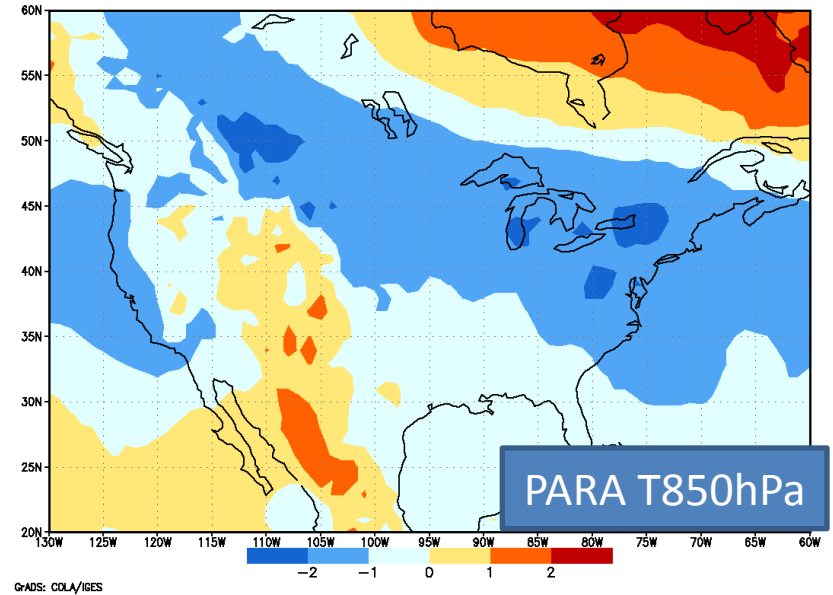 60N
55N
50N
45N
40N
35N
30N
25N
20N
PARA T850hPa
130W 125W 120W 115W 110W 105W 100W 95W 90W 85W 80W 75W 70W 65W 60W
−2 −1 0 1 2
GrADS: COLA/IGES